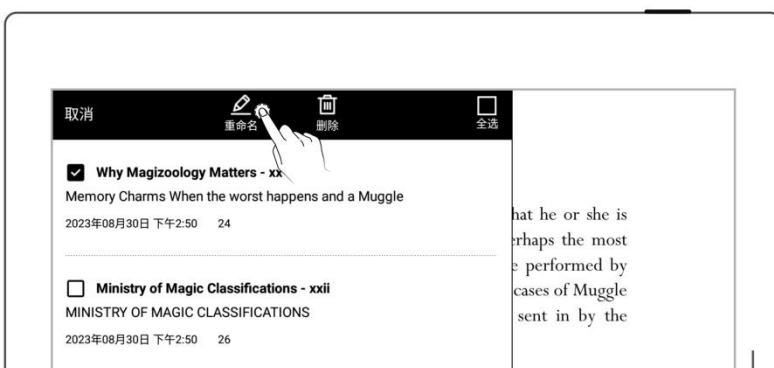 取消
重命名
删除
全选
Why Magizoology Matters - xx
Memory Charms When the worst happens and a Muggle
2023年08月30日 下午2:50 24
Ministry of Magic Classifications - xxii
MINISTRY OF MAGIC CLASSIFICATIONS
2023年08月30日 下午2:50 26
hat he or she is
erhaps the most
e performed by
cases of Muggle
sent in by the